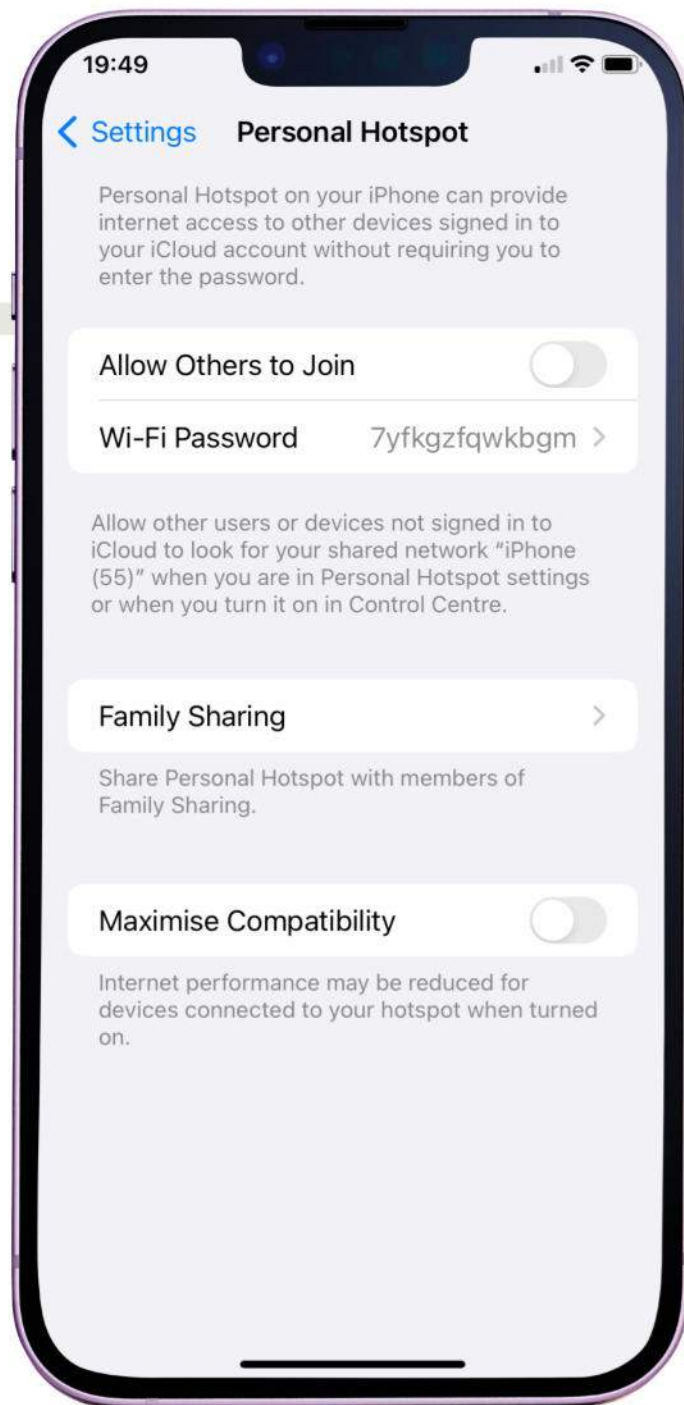 19:49
Settings Personal Hotspot
Personal Hotspot on your iPhone can provide
internet access to other devices signed in to
your iCloud account without requiring you to
enter the password.
Allow Others to Join
Wi-Fi Password 7yfkgzfqwkbgm
Allow other users or devices not signed in to
iCloud to look for your shared network “iPhone
(55)” when you are in Personal Hotspot settings
or when you turn it on in Control Centre.
Family Sharing
Share Personal Hotspot with members of
Family Sharing.
Maximise Compatibility
Internet performance may be reduced for
devices connected to your hotspot when turned
on.